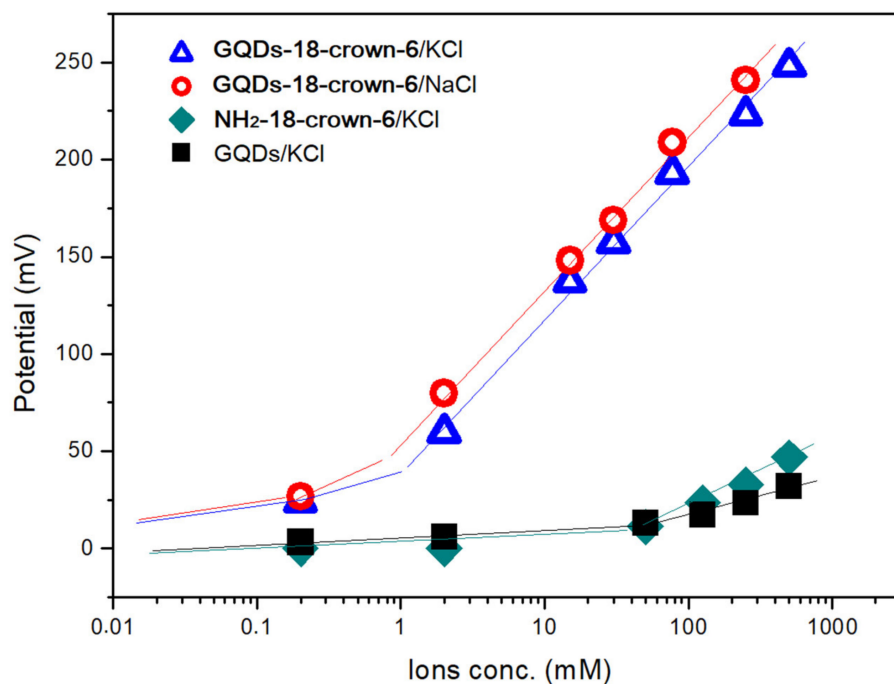 GQDs-18-crown-6/KCl
GQDs-18-crown-6/NaCl
NH2-18-crown-6/KCl
GQDs/KCl
Potential (mV)
250
200
150
100
50
0
0.01 0.1 1 10 100 1000
Ions conc. (mM)